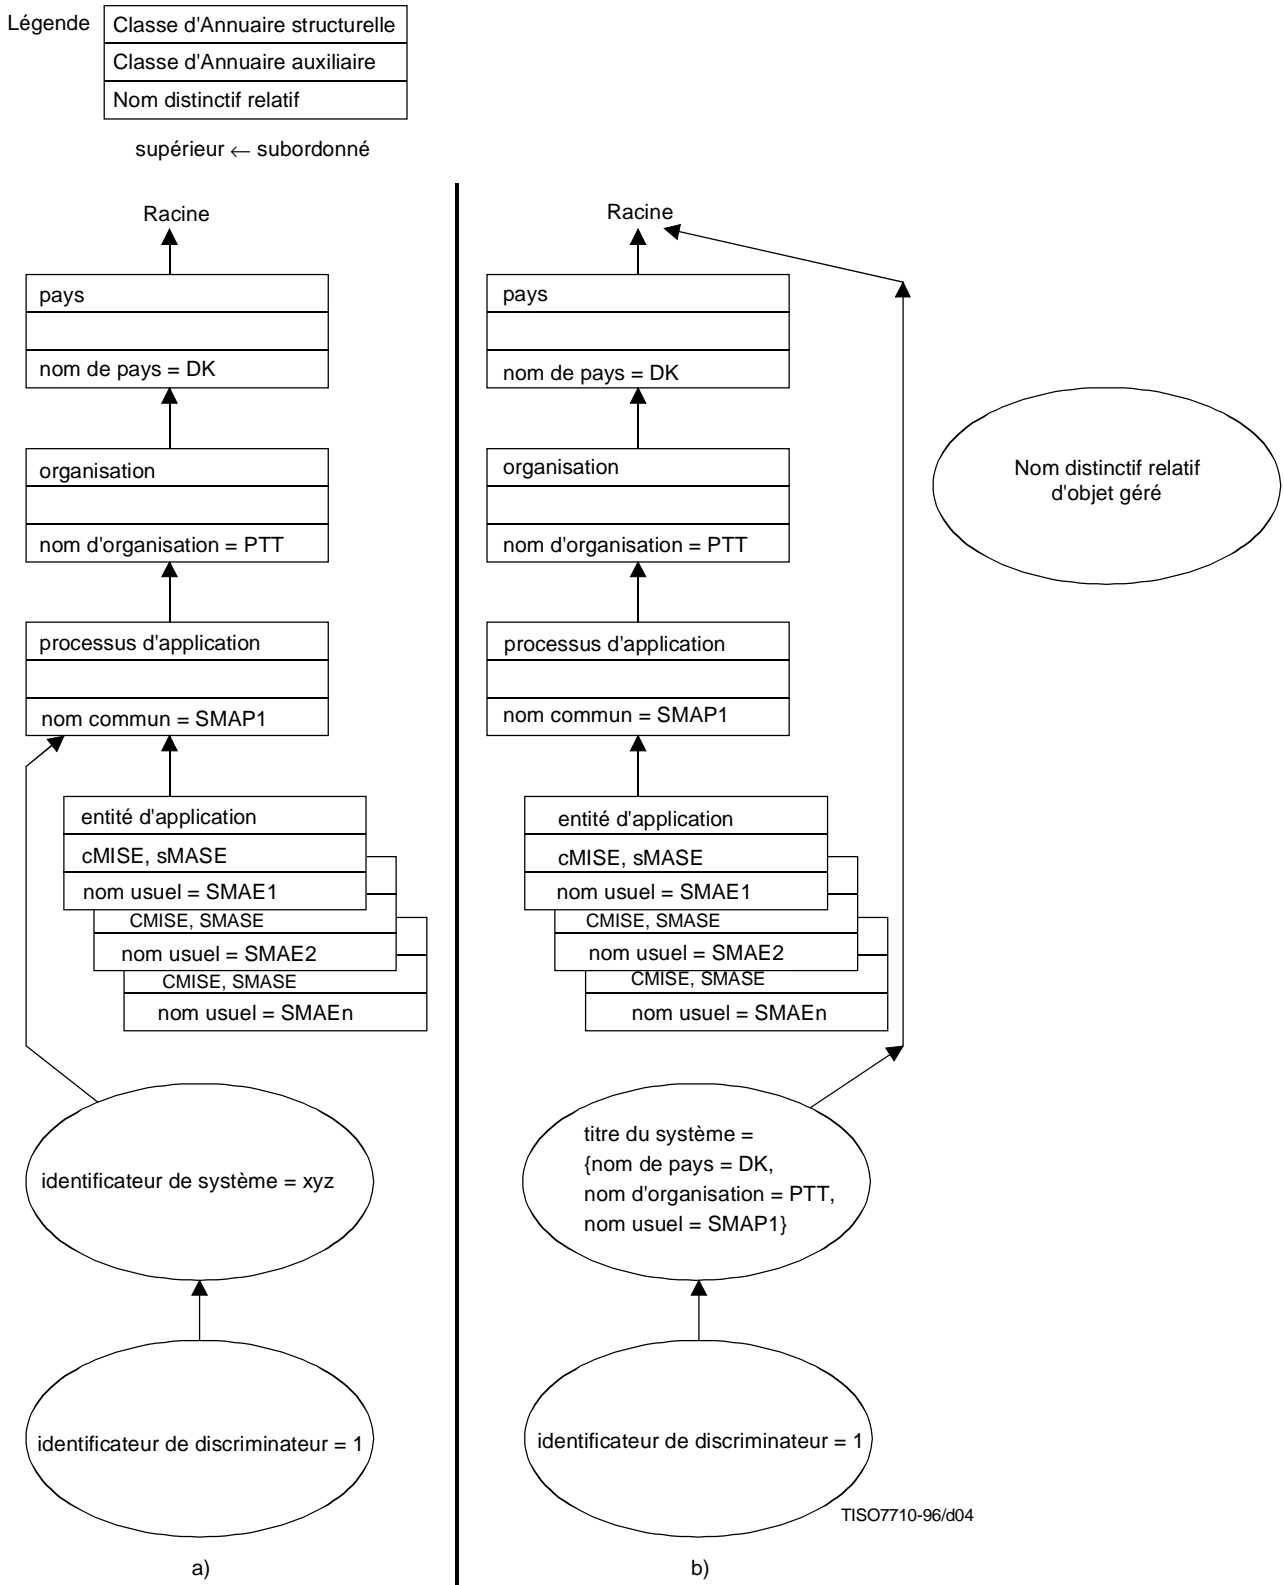 Légende
Classe d'Annuaire structurelle
Classe d'Annuaire auxiliaire
Nom distinctif relatif
supérieur ← subordonné
Racine
pays
nom de pays = DK
organisation
nom d'organisation = PTT
processus d'application
nom commun = SMAP1
entité d'application
cMISE, sMASE
nom usuel = SMAE1
CMISE, SMASE
nom usuel = SMAE2
CMISE, SMASE
nom usuel = SMAEn
identificateur de système = xyz
identificateur de discriminateur = 1
a)
Racine
pays
nom de pays = DK
organisation
nom d'organisation = PTT
processus d'application
nom commun = SMAP1
entité d'application
cMISE, sMASE
nom usuel = SMAE1
CMISE, SMASE
nom usuel = SMAE2
CMISE, SMASE
nom usuel = SMAEn
titre du système =
{nom de pays = DK,
nom d'organisation = PTT,
nom usuel = SMAP1}
identificateur de discriminateur = 1
b)
Nom distinctif relatif
d'objet géré
TISO7710-96/d04